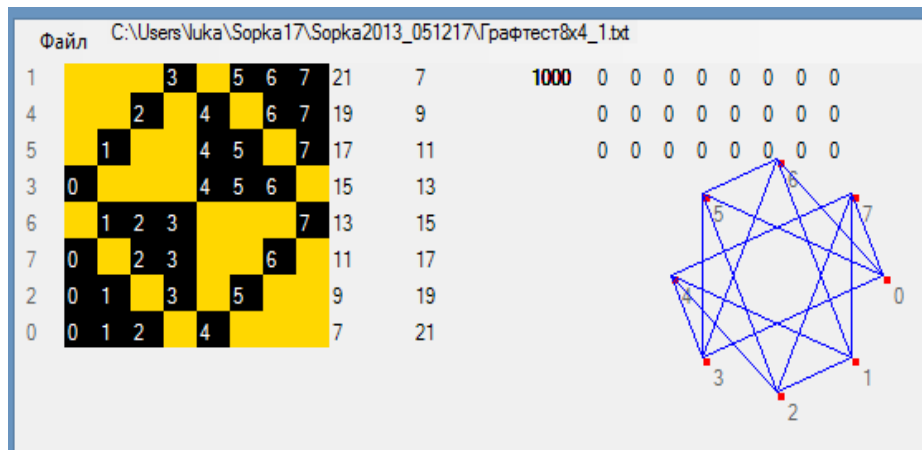 Файл C:\Users\luka\Sopka17\Sopka2013_051217\Графтест8x4_1.txt
1 3 5 6 7 21 7 1000 0 0 0 0 0 0 0 0
4 2 4 6 7 19 9 0 0 0 0 0 0 0 0
5 1 4 5 7 17 11 0 0 0 0 0 0 0 0
3 0 4 5 6 15 13
6 1 2 3 7 13 15
7 0 2 3 6 11 17
2 0 1 3 5 9 19
0 0 1 2 4 7 21
6
5 7
4 0
3 1
2